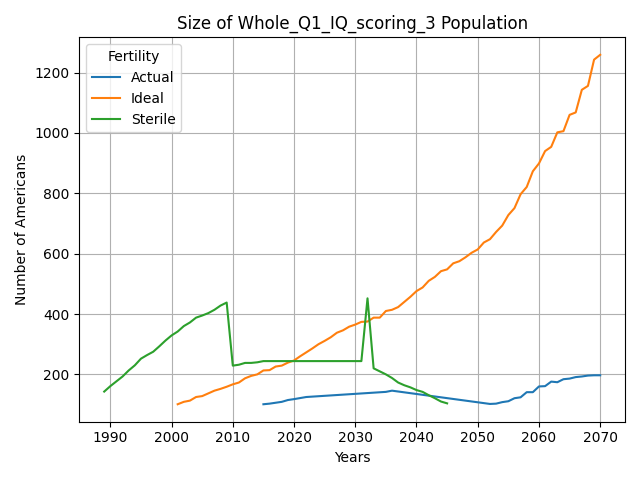 Size of Whole_Q1_IQ_scoring_3 Population
Fertility
Actual
Ideal
Sterile
Number of Americans
1200
1000
800
600
400
200
1990 2000 2010 2020 2030 2040 2050 2060 2070
Years